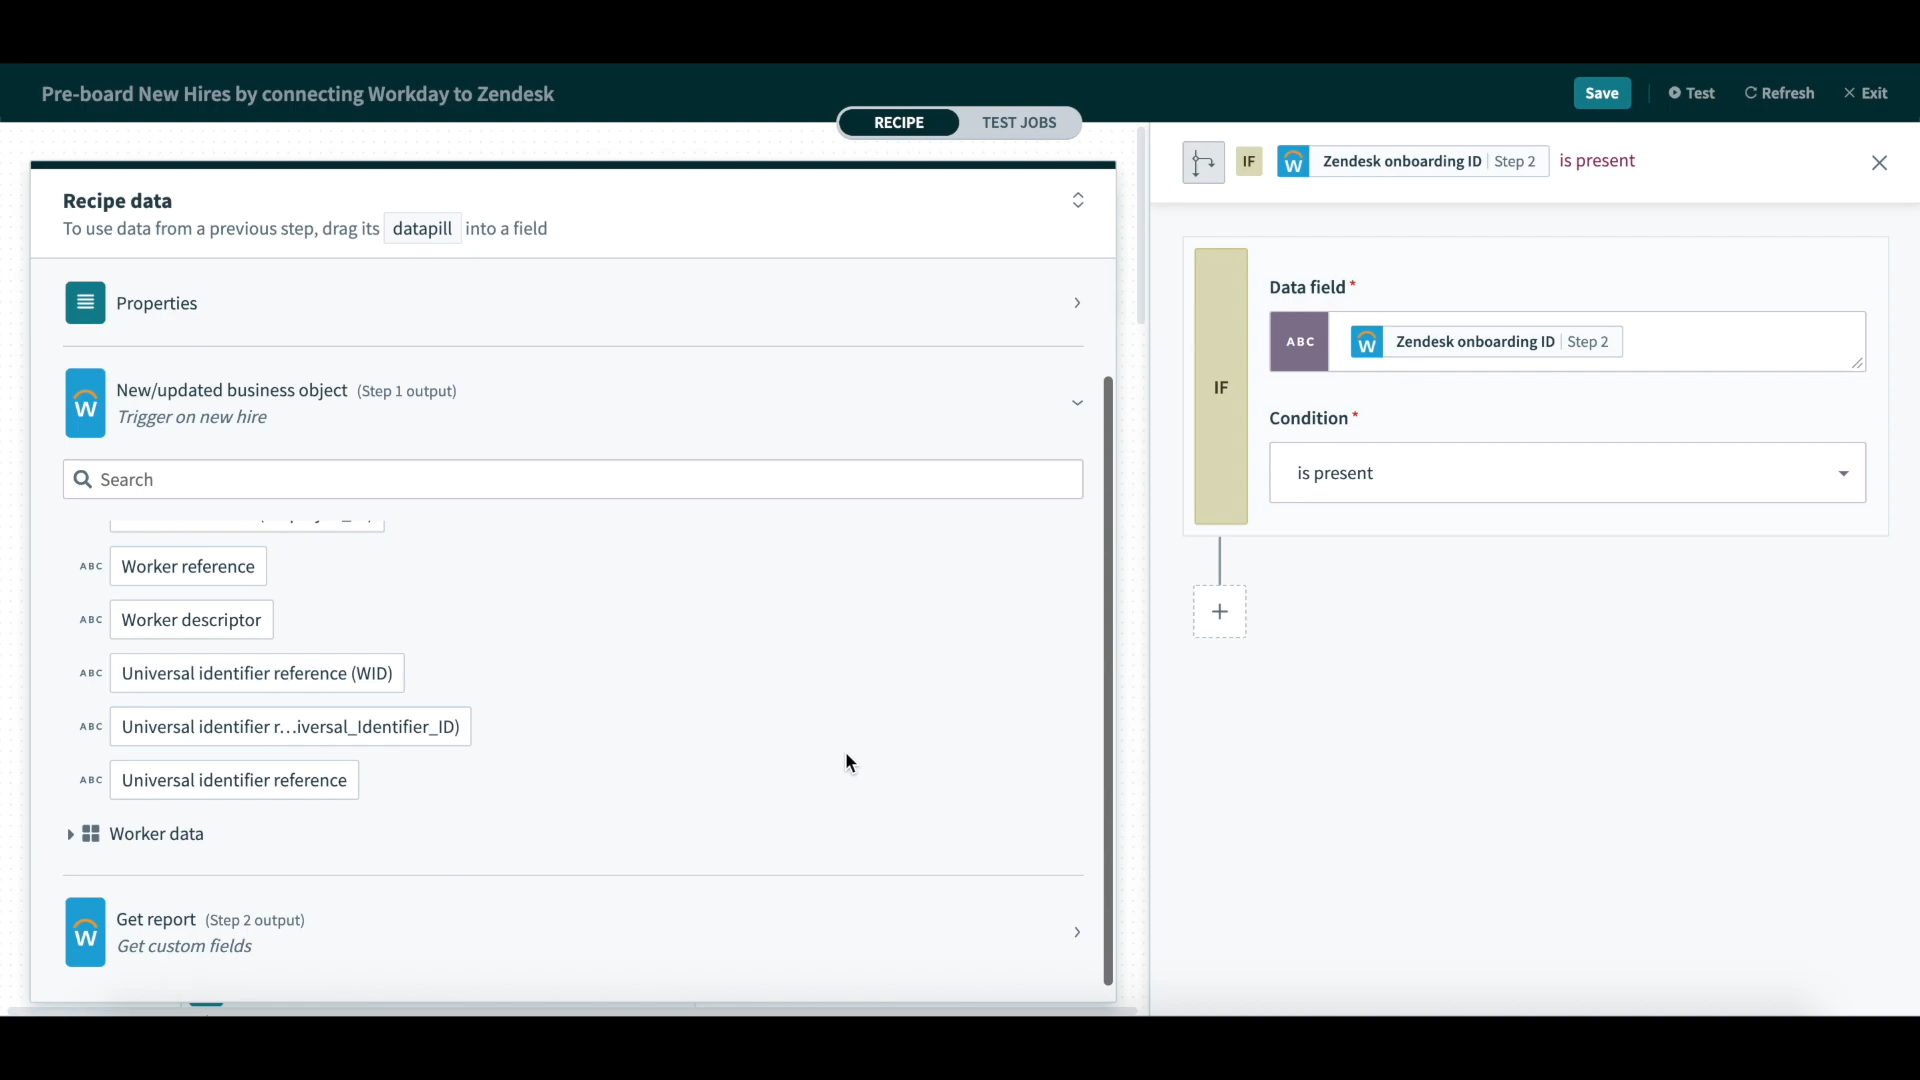 Pre-board New Hires by connecting Workday to Zendesk
Save
Test
Refresh
Exit
RECIPE
TEST JOBS
Recipe data
To use data from a previous step, drag its datapill into a field
Properties
New/updated business object (Step 1 output)
Trigger on new hire
Search
ABC Worker reference
ABC Worker descriptor
ABC Universal identifier reference (WID)
ABC Universal identifier r...iversal_Identifier_ID)
ABC Universal identifier reference
Worker data
Get report (Step 2 output)
Get custom fields
IF Zendesk onboarding ID Step 2 is present
IF
Data field *
ABC Zendesk onboarding ID Step 2
Condition *
is present